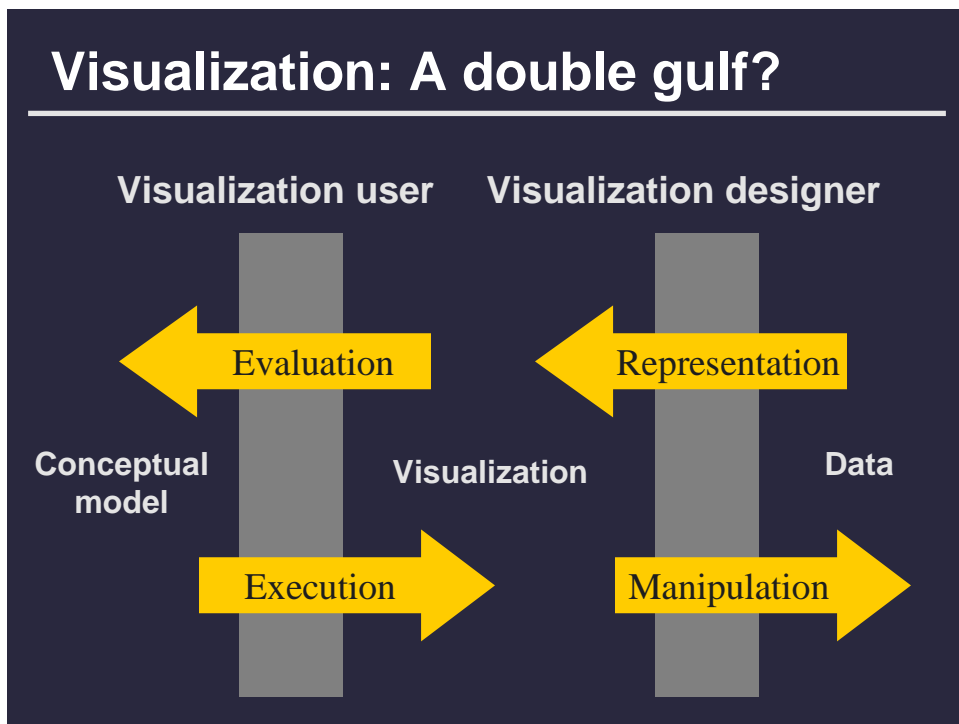 Visualization: A double gulf?
Visualization user
Visualization designer
Evaluation
Representation
Conceptual
model
Visualization
Data
Execution
Manipulation